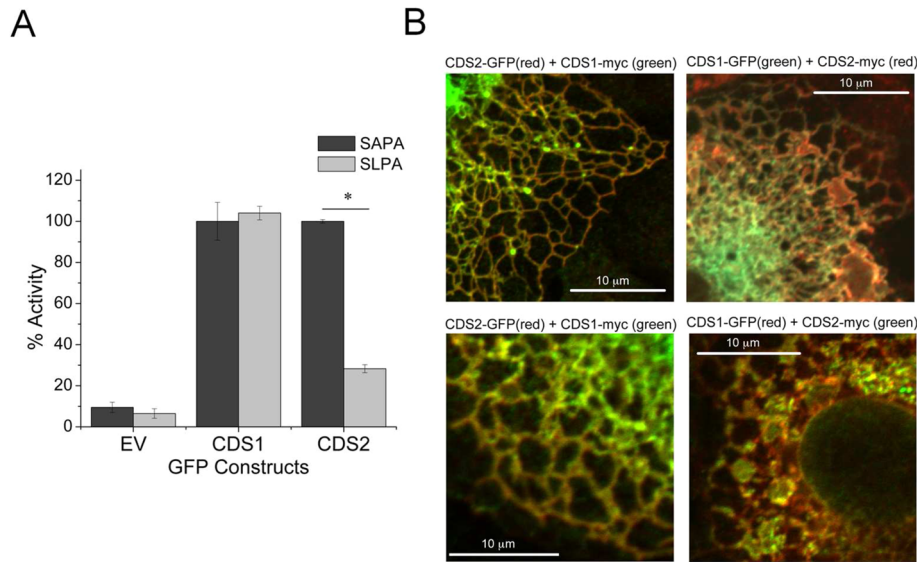 A
SAPA
SLPA
% Activity
120
100
80
60
40
20
0
*
EV
CDS1
CDS2
GFP Constructs
B
CDS2-GFP(red) + CDS1-myc (green)
10 µm
CDS1-GFP(green) + CDS2-myc (red)
10 µm
CDS2-GFP(red) + CDS1-myc (green)
10 µm
CDS1-GFP(red) + CDS2-myc (green)
10 µm